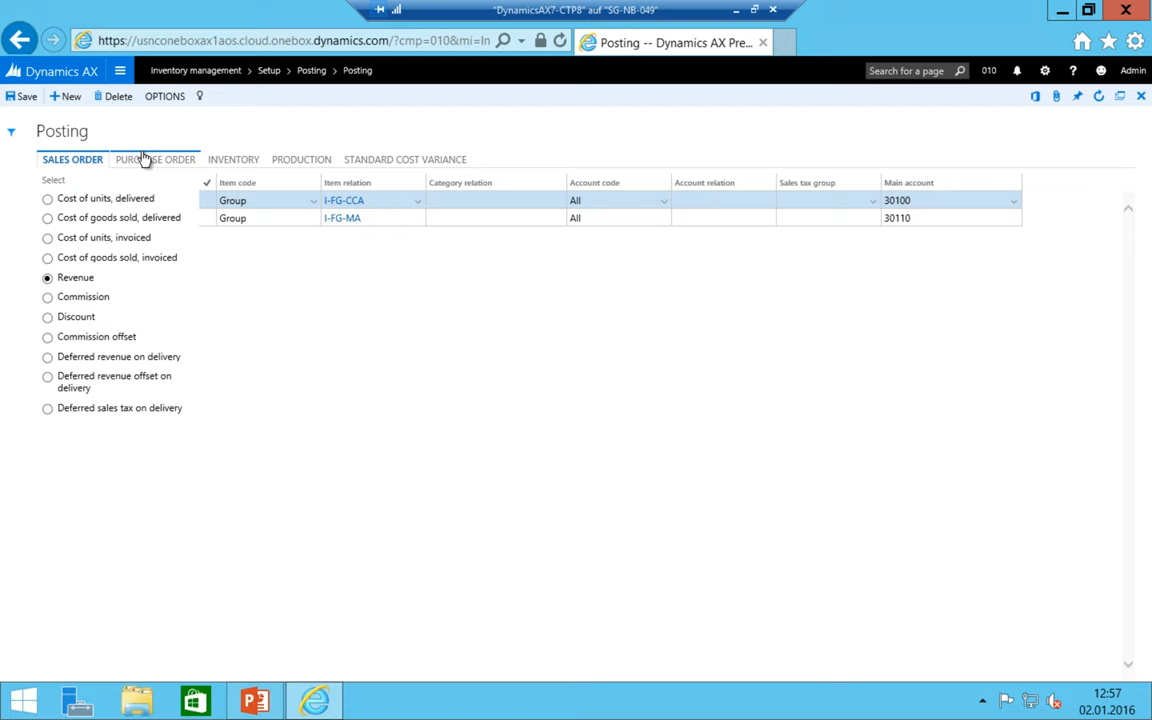 "DynamicsAX7-CTP8" auf "SG-NB-049"
https://usnconeboxax1aos.cloud.onebox.dynamics.com/?cmp=010&mi=In
Posting -- Dynamics AX Pre...
Dynamics AX
Inventory management > Setup > Posting > Posting
Search for a page
010
Admin
Save
+ New
Delete
OPTIONS
Posting
SALES ORDER
PURCHASE ORDER
INVENTORY
PRODUCTION
STANDARD COST VARIANCE
Select
Cost of units, delivered
Cost of goods sold, delivered
Cost of units, invoiced
Cost of goods sold, invoiced
Revenue
Commission
Discount
Commission offset
Deferred revenue on delivery
Deferred revenue offset on
delivery
Deferred sales tax on delivery
Item code Item relation Category relation Account code Account relation Sales tax group Main account
Group I-FG-CCA All 30100
Group I-FG-MA All 30110
12:57
02.01.2016